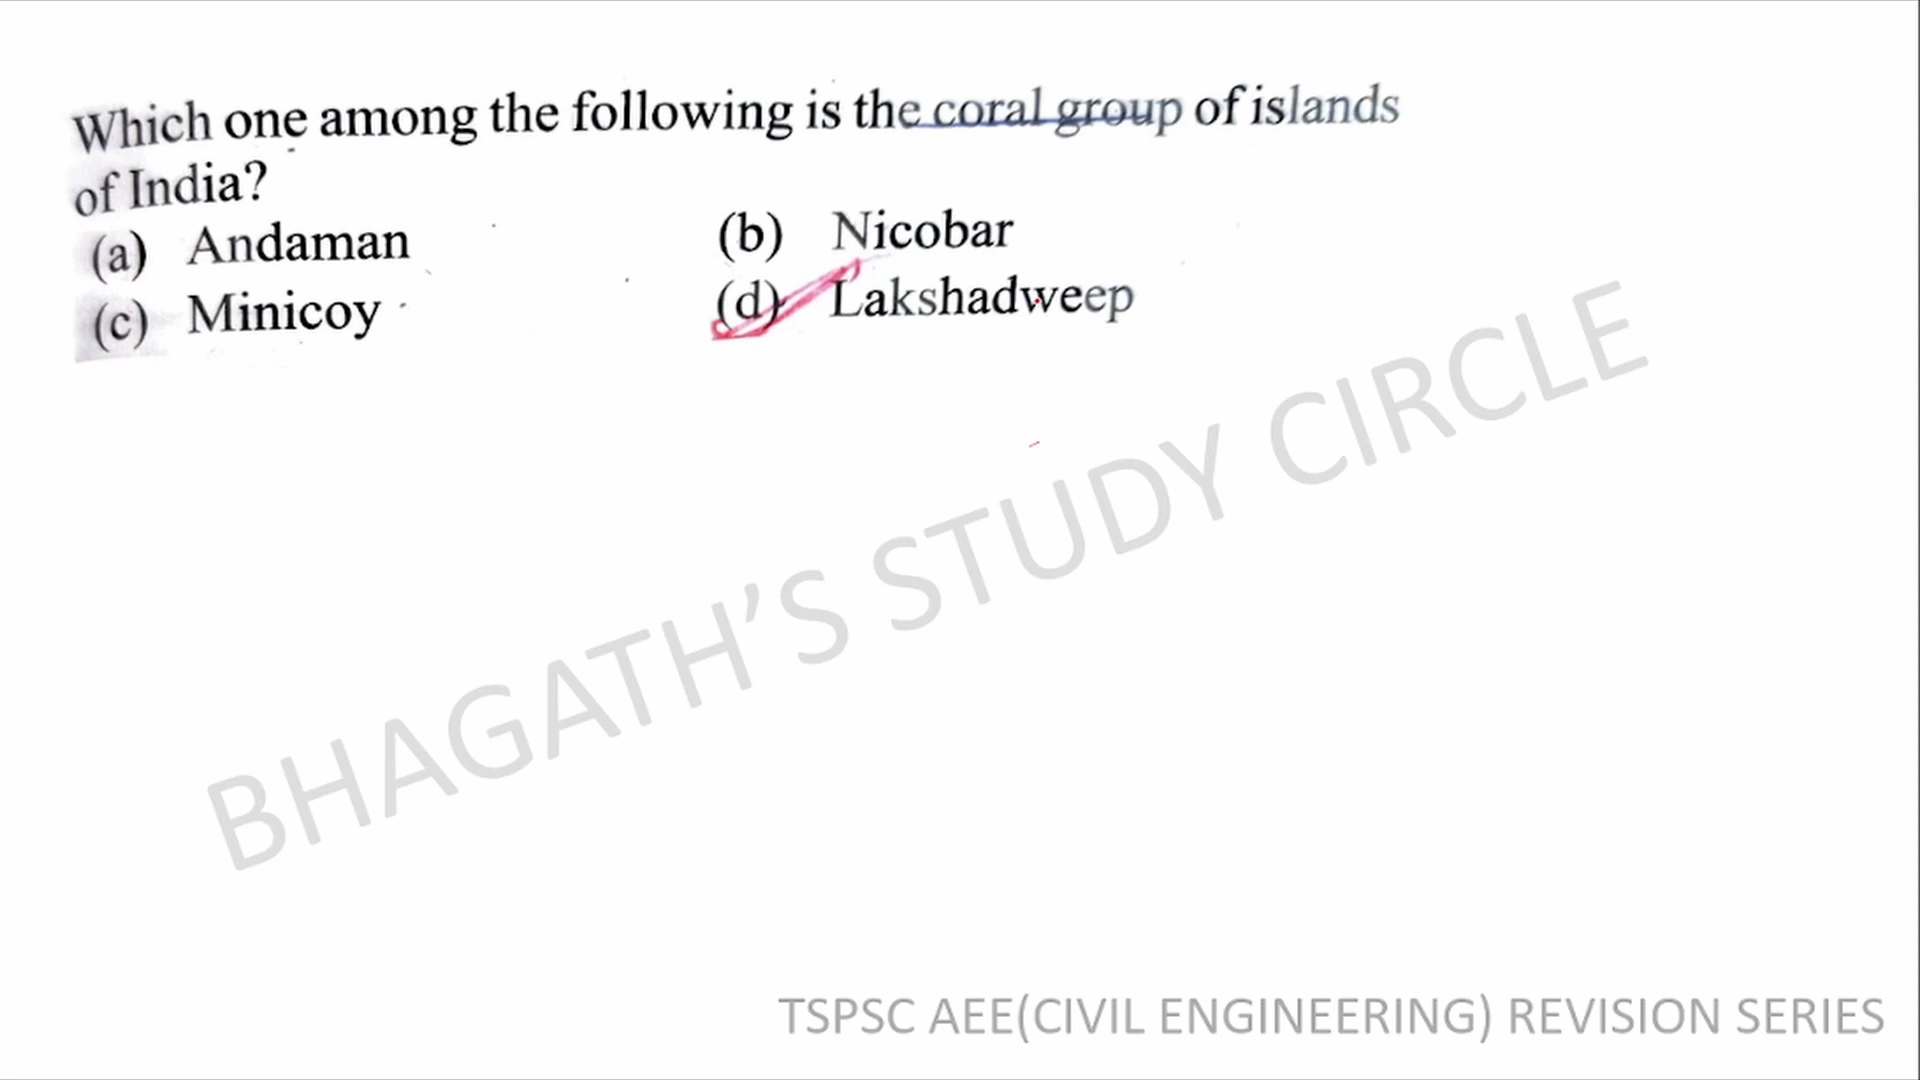 Which one among the following is the coral group of islands
of India?
(a) Andaman (b) Nicobar
(c) Minicoy (d) Lakshadweep
BHAGATH’S STUDY CIRCLE
TSPSC AEE(CIVIL ENGINEERING) REVISION SERIES